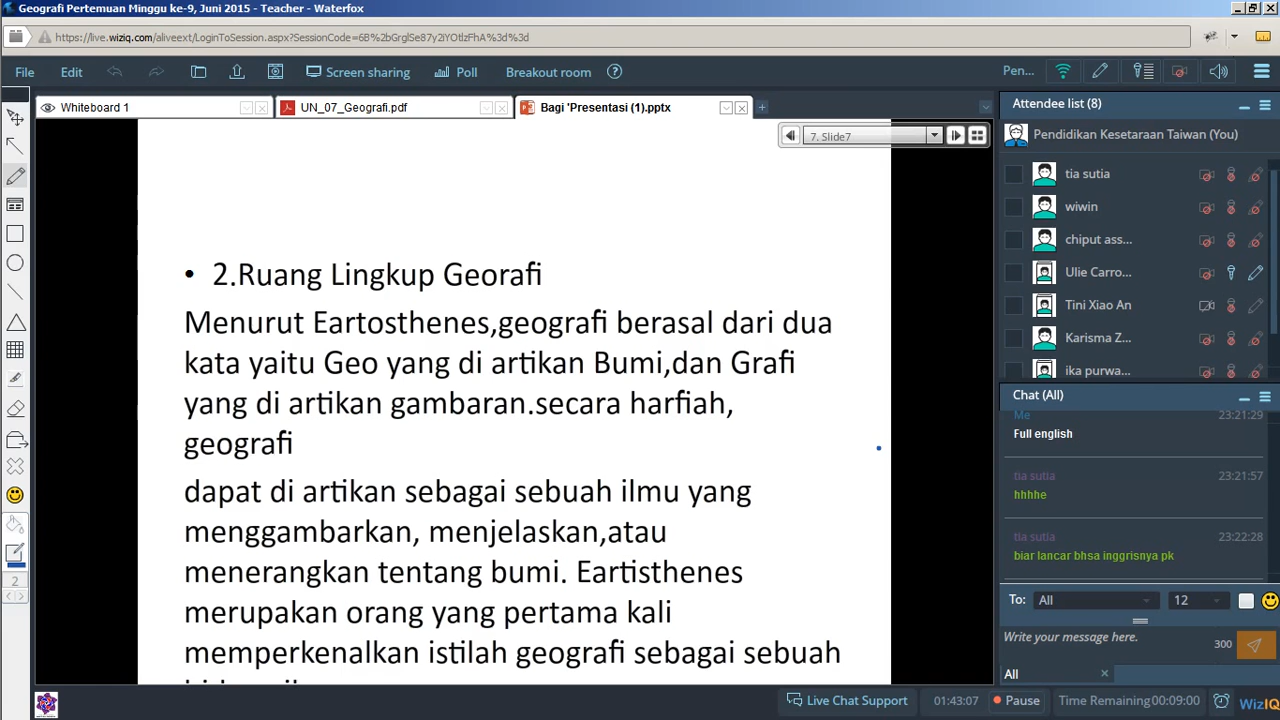 Geografi Pertemuan Minggu ke-9, Juni 2015 - Teacher - Waterfox
https://live.wiziq.com/aliveext/LoginToSession.aspx?SessionCode=6B%2bGrglSe87y2iYOtlzFhA%3d%3d
File Edit Screen sharing Poll Breakout room Pen...
Whiteboard 1 UN_07_Geografi.pdf Bagi 'Presentasi (1).pptx
7. Slide7
• 2.Ruang Lingkup Georafi
Menurut Eartosthenes,geografi berasal dari dua
kata yaitu Geo yang di artikan Bumi,dan Grafi
yang di artikan gambaran.secara harfiah,
geografi
dapat di artikan sebagai sebuah ilmu yang
menggambarkan, menjelaskan,atau
menerangkan tentang bumi. Eartisthenes
merupakan orang yang pertama kali
memperkenalkan istilah geografi sebagai sebuah
2
Attendee list (8)
Pendidikan Kesetaraan Taiwan (You)
tia sutia
wiwin
chiput ass...
Ulie Carro...
Tini Xiao An
Karisma Z...
ika purwa...
Chat (All)
Me 23:21:29
Full english
tia sutia 23:21:57
hhhhe
tia sutia 23:22:28
biar lancar bhsa inggrisnya pk
To: All 12
Write your message here. 300
All
Live Chat Support 01:43:07 Pause Time Remaining 00:09:00 WizIQ